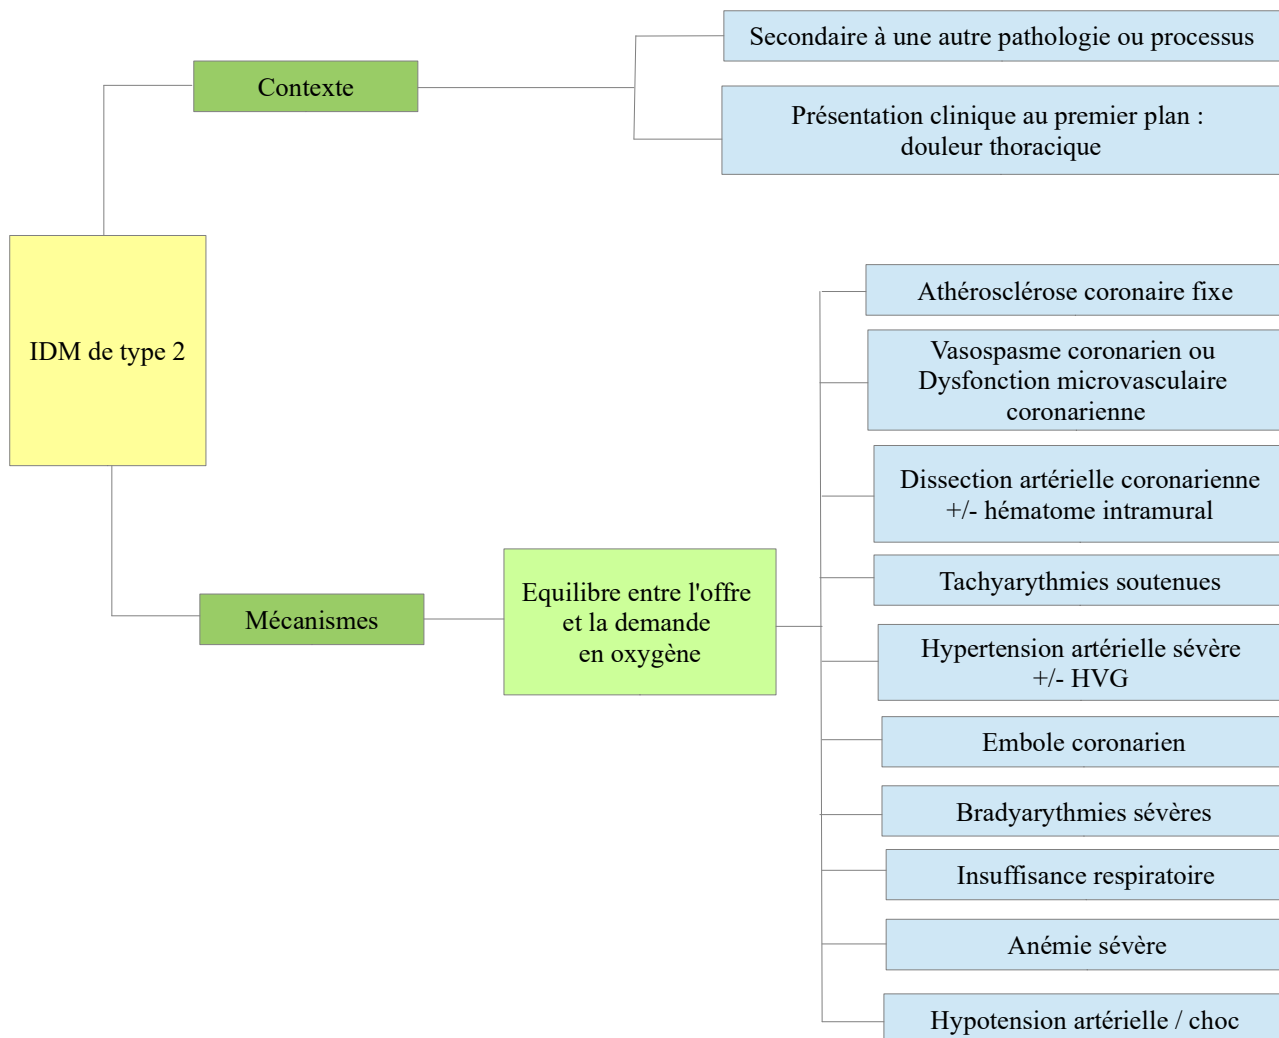 Secondaire à une autre pathologie ou processus
Contexte
Présentation clinique au premier plan :
douleur thoracique
IDM de type 2
Athérosclérose coronaire fixe
Vasospasme coronarien ou
Dysfonction microvasculaire
coronarienne
Dissection artérielle coronarienne
+/- hématome intramural
Tachyarythmies soutenues
Mécanismes
Equilibre entre l'offre
et la demande
en oxygène
Hypertension artérielle sévère
+/- HVG
Embole coronarien
Bradyarythmies sévères
Insuffisance respiratoire
Anémie sévère
Hypotension artérielle / choc